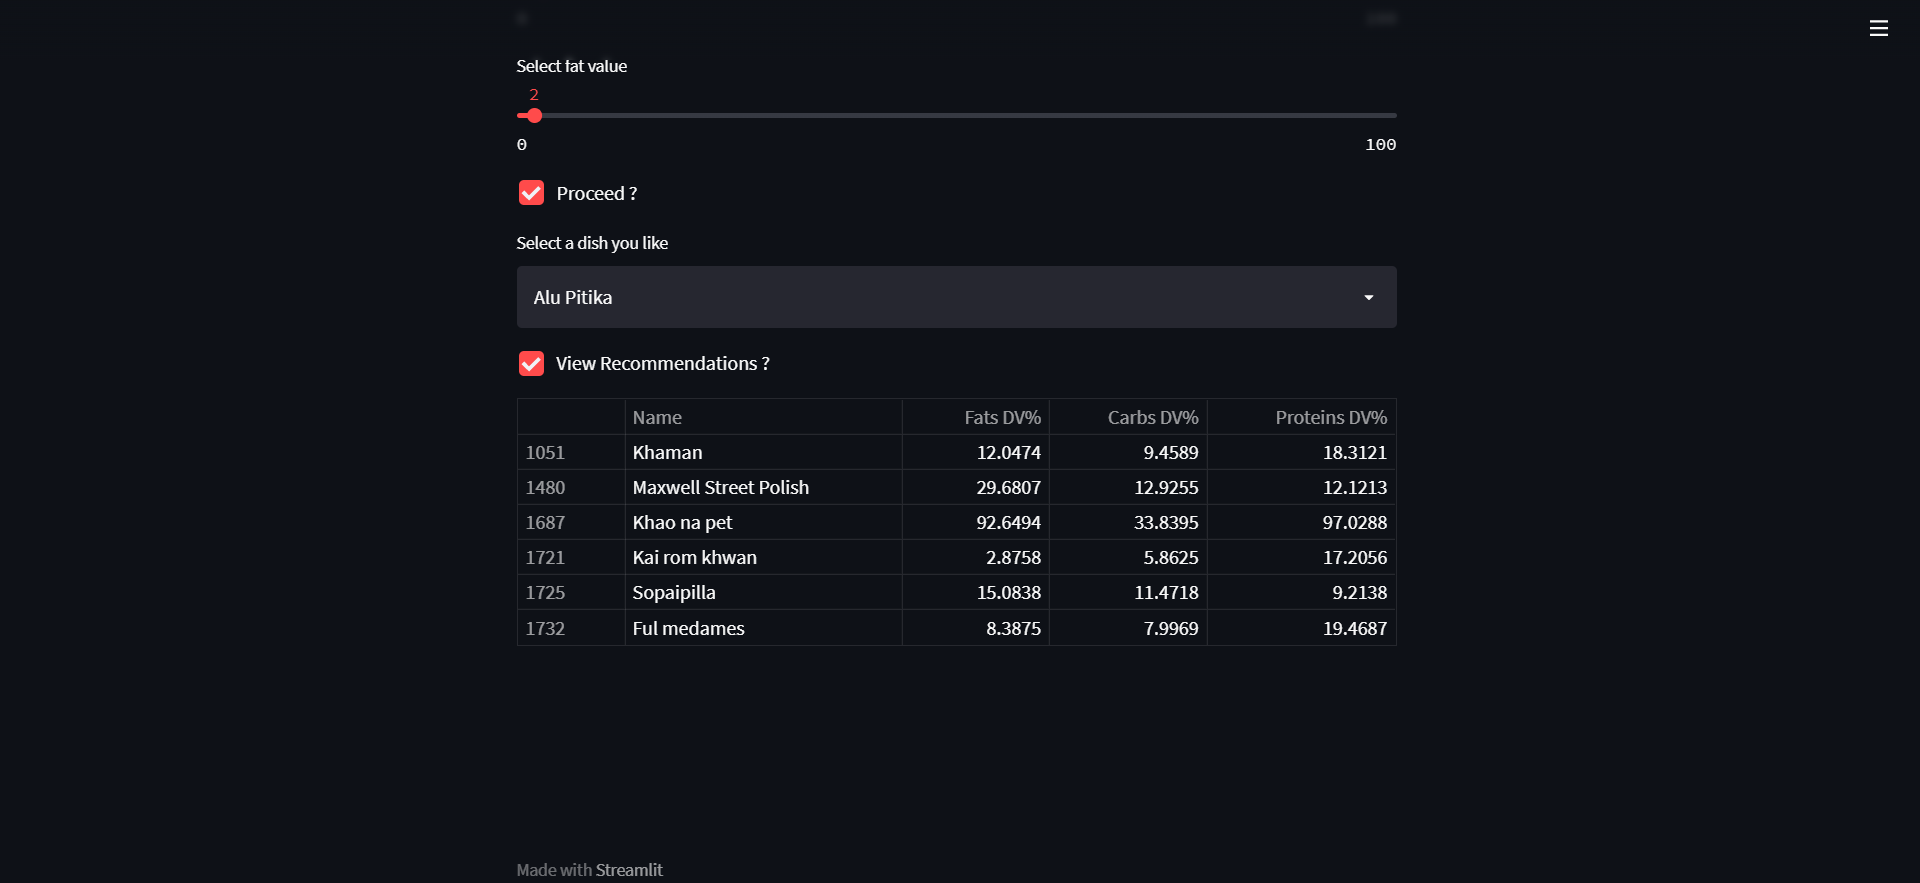 Select fat value
2
0 100
Proceed ?
Select a dish you like
Alu Pitika
View Recommendations ?
Name Fats DV% Carbs DV% Proteins DV%
1051 Khaman 12.0474 9.4589 18.3121
1480 Maxwell Street Polish 29.6807 12.9255 12.1213
1687 Khao na pet 92.6494 33.8395 97.0288
1721 Kai rom khwan 2.8758 5.8625 17.2056
1725 Sopaipilla 15.0838 11.4718 9.2138
1732 Ful medames 8.3875 7.9969 19.4687
Made with Streamlit